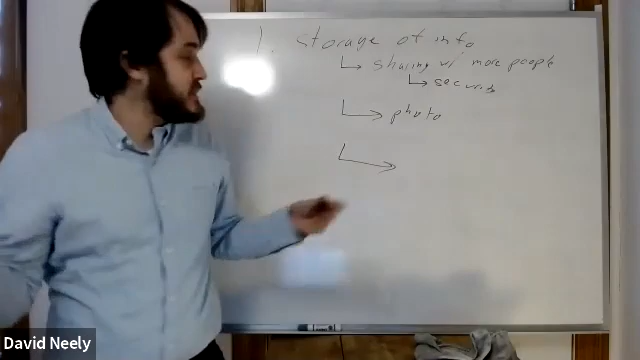 1. Storage of info
↳ sharing w/ more people
↳ security
↳ photo
David Neely